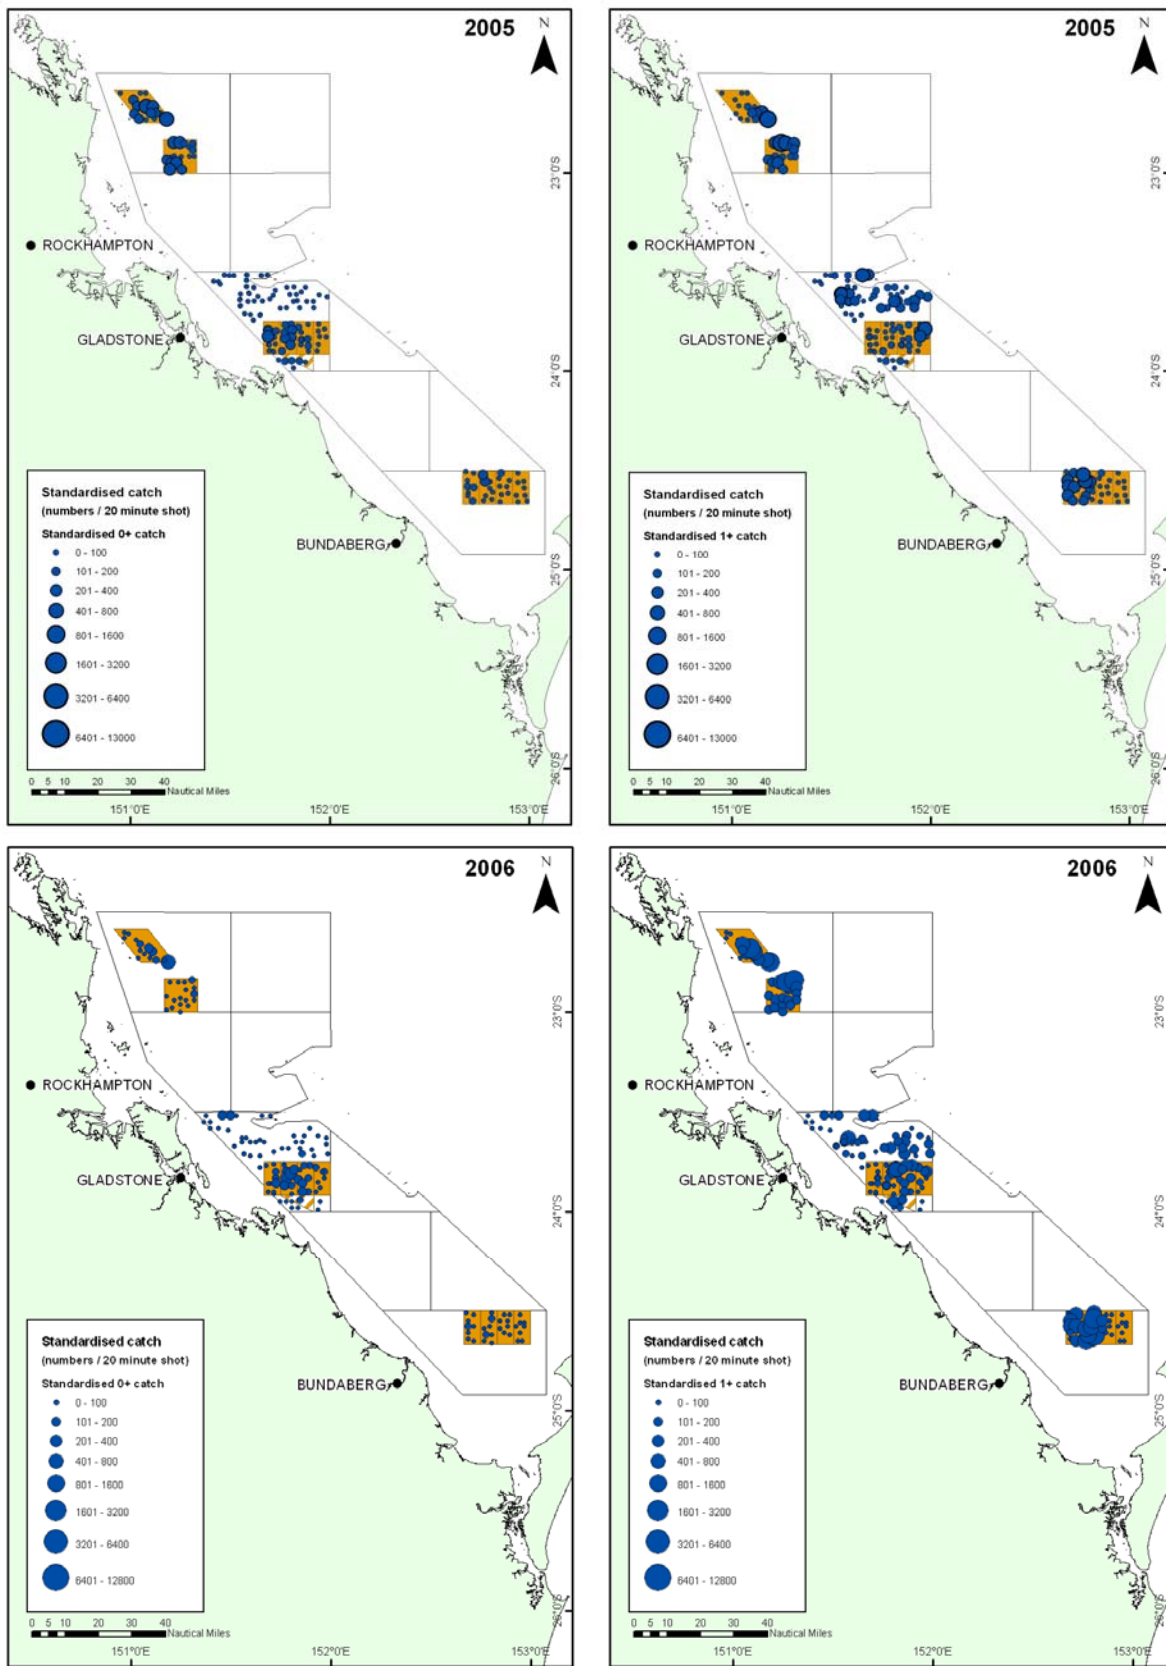 2005
N
23°0'S
ROCKHAMPTON
GLADSTONE
24°0'S
Standardised catch
(numbers / 20 minute shot)
Standardised 0+ catch
0 - 100
101 - 200
201 - 400
401 - 800
801 - 1600
1601 - 3200
3201 - 6400
6401 - 13000
BUNDABERG
25°0'S
26°0'S
0 5 10 20 30 40
Nautical Miles
151°0'E 152°0'E 153°0'E
2005
N
23°0'S
ROCKHAMPTON
GLADSTONE
24°0'S
Standardised catch
(numbers / 20 minute shot)
Standardised 1+ catch
0 - 100
101 - 200
201 - 400
401 - 800
801 - 1600
1601 - 3200
3201 - 6400
6401 - 13000
BUNDABERG
25°0'S
26°0'S
0 5 10 20 30 40
Nautical Miles
151°0'E 152°0'E 153°0'E
2006
N
23°0'S
ROCKHAMPTON
GLADSTONE
24°0'S
Standardised catch
(numbers / 20 minute shot)
Standardised 0+ catch
0 - 100
101 - 200
201 - 400
401 - 800
801 - 1600
1601 - 3200
3201 - 6400
6401 - 12800
BUNDABERG
25°0'S
26°0'S
0 5 10 20 30 40
Nautical Miles
151°0'E 152°0'E 153°0'E
2006
N
23°0'S
ROCKHAMPTON
GLADSTONE
24°0'S
Standardised catch
(numbers / 20 minute shot)
Standardised 1+ catch
0 - 100
101 - 200
201 - 400
401 - 800
801 - 1600
1601 - 3200
3201 - 6400
6401 - 12800
BUNDABERG
25°0'S
26°0'S
0 5 10 20 30 40
Nautical Miles
151°0'E 152°0'E 153°0'E